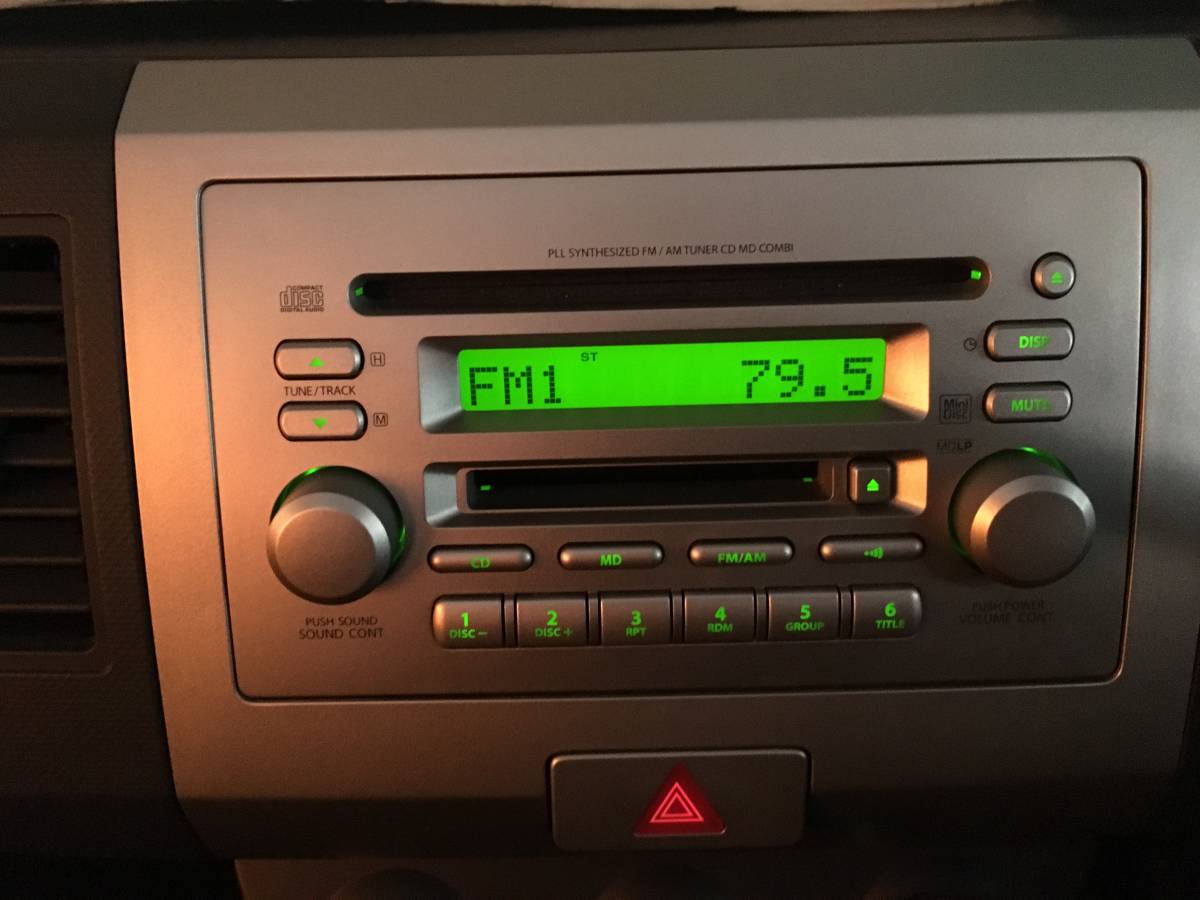 PLL SYNTHESIZED FM / AM TUNER CD MD COMBI
COMPACT
disc
DIGITAL AUDIO
H
TUNE/TRACK
M
ST
FM1 79.5
DISP
Mini
DISC
MUTE
MDLP
CD MD FM/AM
1 2 3 4 5 6
DISC− DISC+ RPT RDM GROUP TITLE
PUSH SOUND
SOUND CONT
PUSH POWER
VOLUME CONT